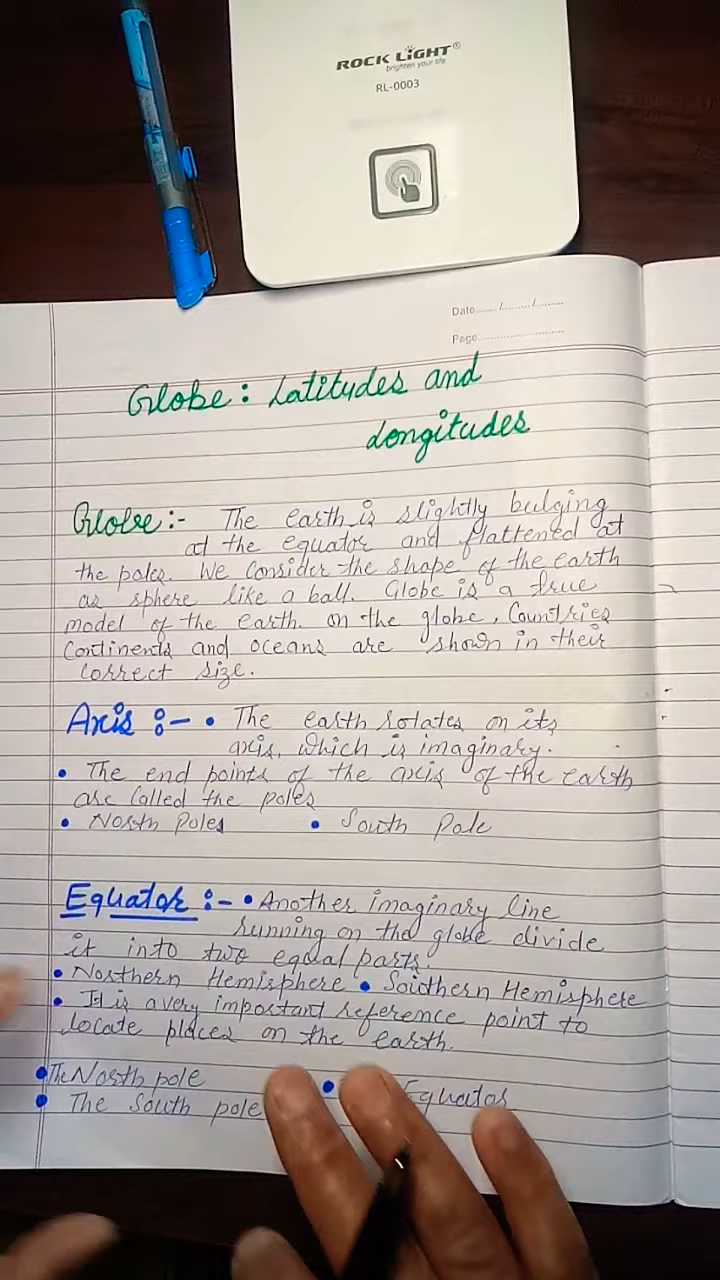 ROCK LiGHT®
brighten your life
RL-0003
Date......./........./.........
Page..............................
Globe: Latitudes and
Longitudes
Globe:- The earth is slightly bulging
at the equator and flattened at
the poles. We consider the shape of the earth
as sphere like a ball. Globe is a true
model of the earth. on the globe, Countries
Continents and oceans are shown in their
correct size.
Axis :- • The earth rotates on its
axis, which is imaginary.
• The end points of the axis of the earth
are called the poles
• North Poles • South Pole
Equator :- • Another imaginary line
running on the globe divide
it into two equal parts.
• Northern Hemisphere • Soidthern Hemisphere
• It is a very important reference point to
locate places on the earth.
• The North pole • Equator
• The South pole